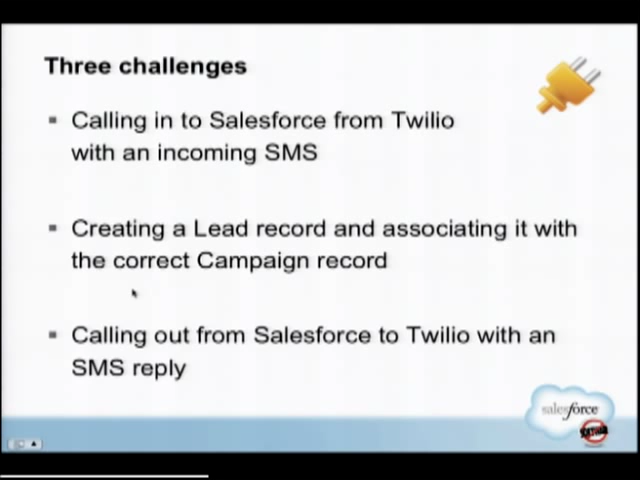 Three challenges
Calling in to Salesforce from Twilio
with an incoming SMS
Creating a Lead record and associating it with
the correct Campaign record
Calling out from Salesforce to Twilio with an
SMS reply
salesforce